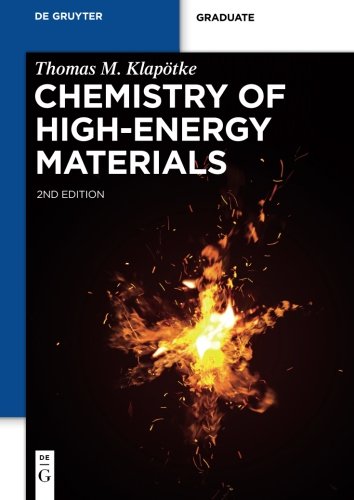 DE GRUYTER
GRADUATE
Thomas M. Klapötke
CHEMISTRY OF
HIGH-ENERGY
MATERIALS
2ND EDITION
DE
G